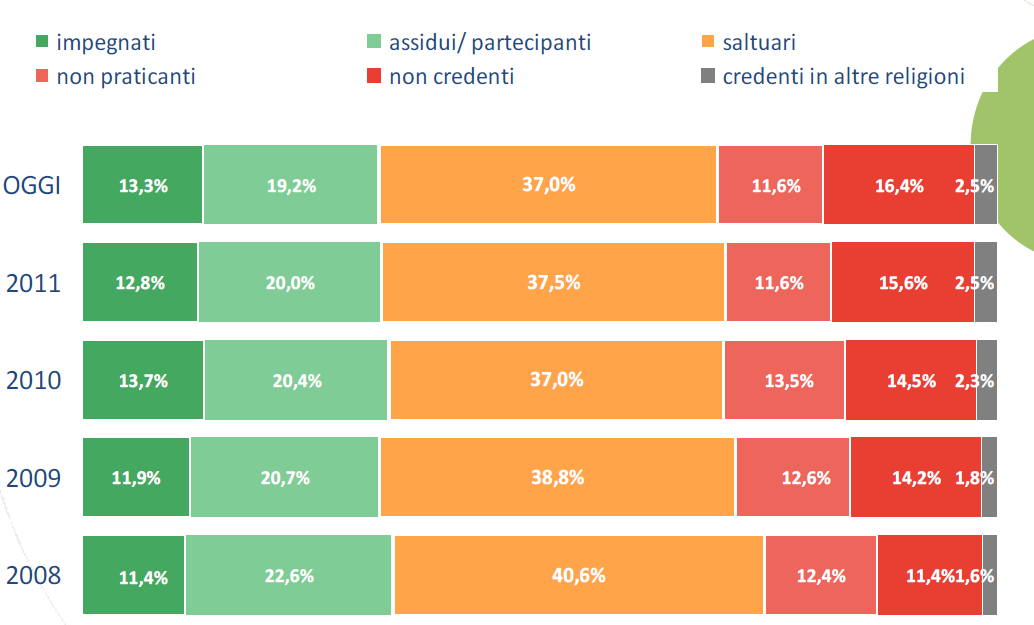 impegnati assidui/ partecipanti saltuari
non praticanti non credenti credenti in altre religioni
OGGI 13,3% 19,2% 37,0% 11,6% 16,4% 2,5%
2011 12,8% 20,0% 37,5% 11,6% 15,6% 2,5%
2010 13,7% 20,4% 37,0% 13,5% 14,5% 2,3%
2009 11,9% 20,7% 38,8% 12,6% 14,2% 1,8%
2008 11,4% 22,6% 40,6% 12,4% 11,4% 1,6%